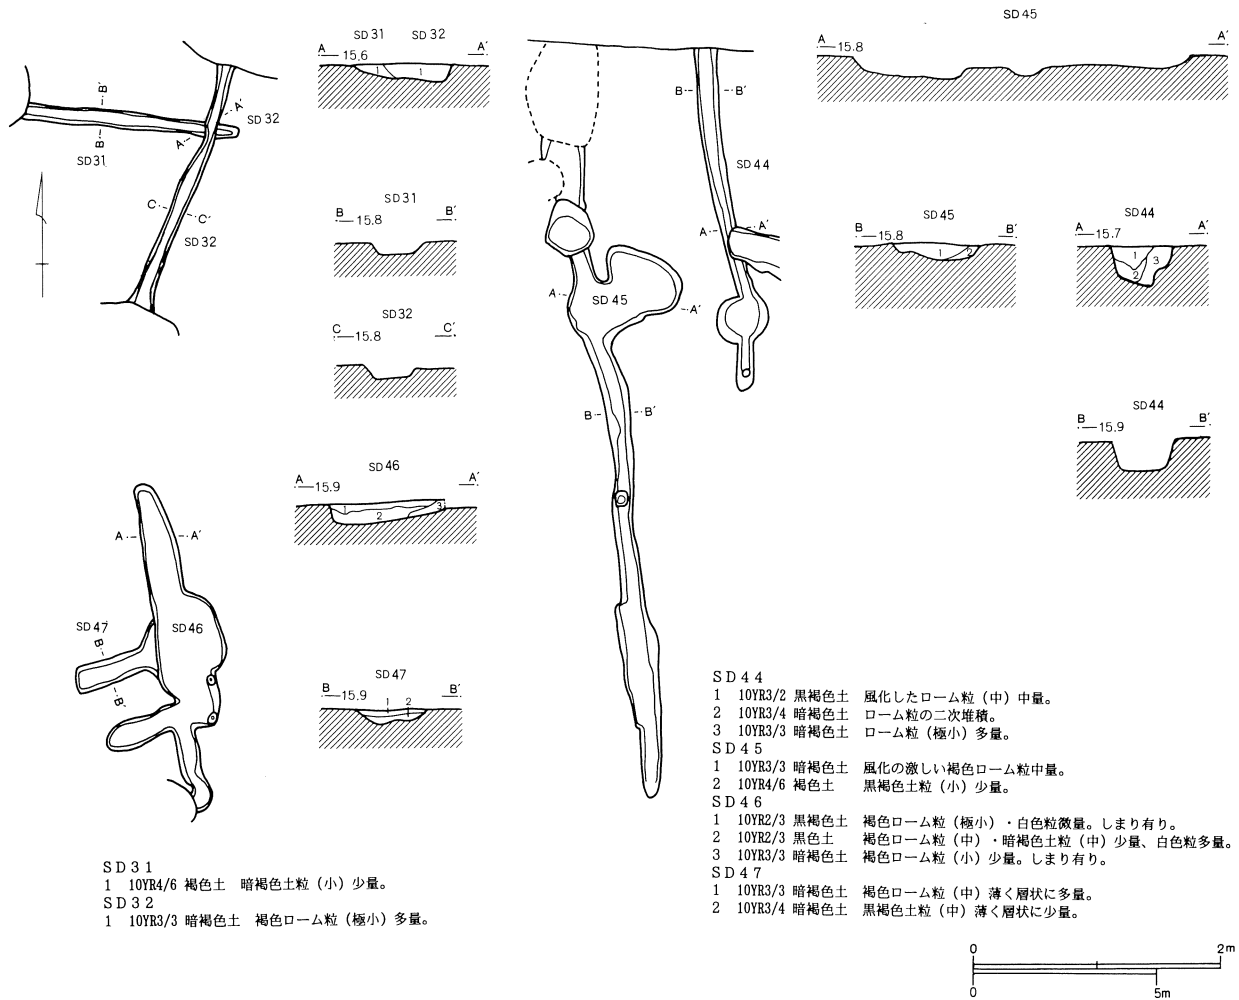 SD31 SD32
A 15.6 A′
B′
A′
SD32
A
B
SD31
C
C′
SD32
SD31
B 15.8 B′
SD32
C 15.8 C′
SD45
A 15.8 A′
B B′
SD44
A A′
SD45
B 15.8 B′
SD44
A 15.7 A′
A
SD45
A′
B B′
SD44
B 15.9 B′
SD46
A 15.9 A′
A A′
SD47
B
SD46
B′
SD47
B 15.9 B′
1 2
1 1
1 2
1 2 3
1 2 3
SD44
1 10YR3/2 黒褐色土 風化したローム粒（中）中量。
2 10YR3/4 暗褐色土 ローム粒の二次堆積。
3 10YR3/3 暗褐色土 ローム粒（極小）多量。
SD45
1 10YR3/3 暗褐色土 風化の激しい褐色ローム粒中量。
2 10YR4/6 褐色土 黒褐色土粒（小）少量。
SD46
1 10YR2/3 黒褐色土 褐色ローム粒（極小）・白色粒微量。しまり有り。
2 10YR2/3 黒色土 褐色ローム粒（中）・暗褐色土粒（中）少量、白色粒多量。
3 10YR3/3 暗褐色土 褐色ローム粒（小）少量。しまり有り。
SD47
1 10YR3/3 暗褐色土 褐色ローム粒（中）薄く層状に多量。
2 10YR3/4 暗褐色土 黒褐色土粒（中）薄く層状に少量。
SD31
1 10YR4/6 褐色土 暗褐色土粒（小）少量。
SD32
1 10YR3/3 暗褐色土 褐色ローム粒（極小）多量。
0 2m
0 5m